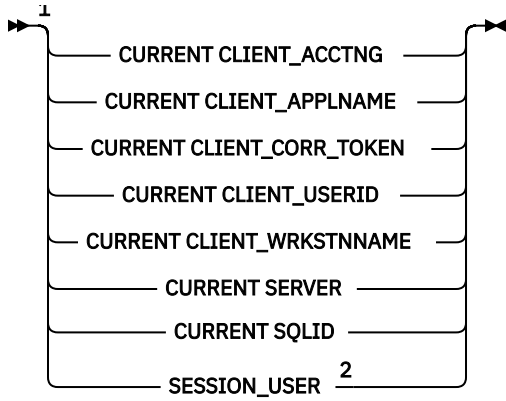 1
CURRENT CLIENT_ACCTNG
CURRENT CLIENT_APPLNAME
CURRENT CLIENT_CORR_TOKEN
CURRENT CLIENT_USERID
CURRENT CLIENT_WRKSTNNAME
CURRENT SERVER
CURRENT SQLID
SESSION_USER 2